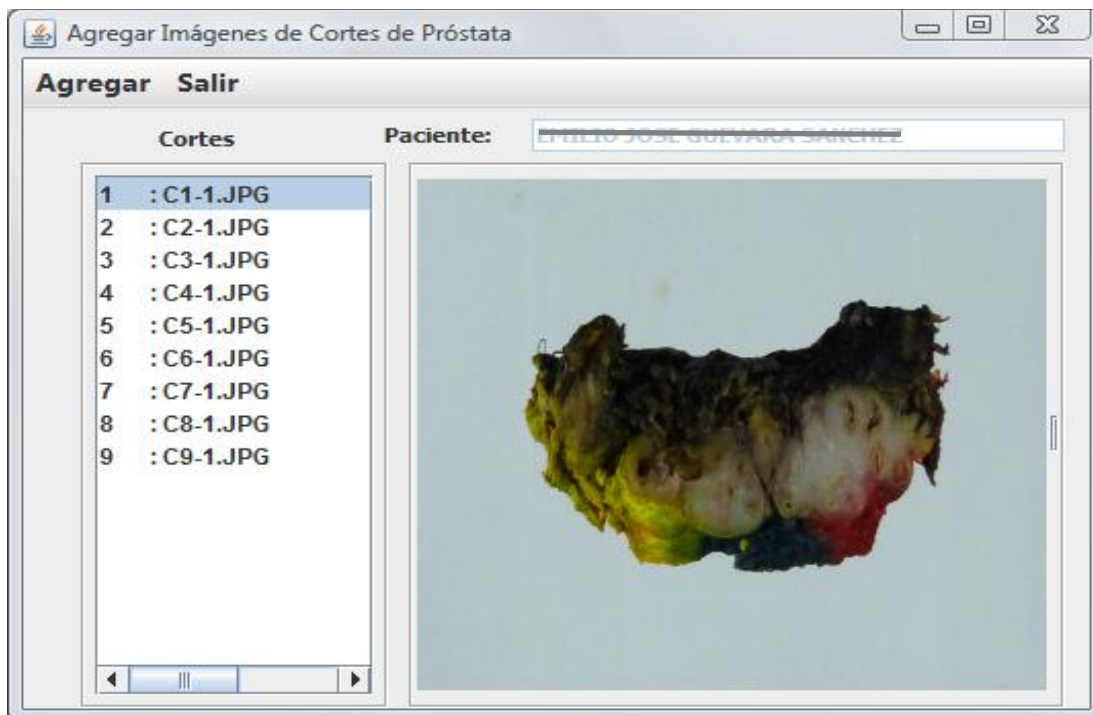 Agregar Imágenes de Cortes de Próstata
Agregar Salir
Cortes
Paciente:
1 : C1-1.JPG
2 : C2-1.JPG
3 : C3-1.JPG
4 : C4-1.JPG
5 : C5-1.JPG
6 : C6-1.JPG
7 : C7-1.JPG
8 : C8-1.JPG
9 : C9-1.JPG